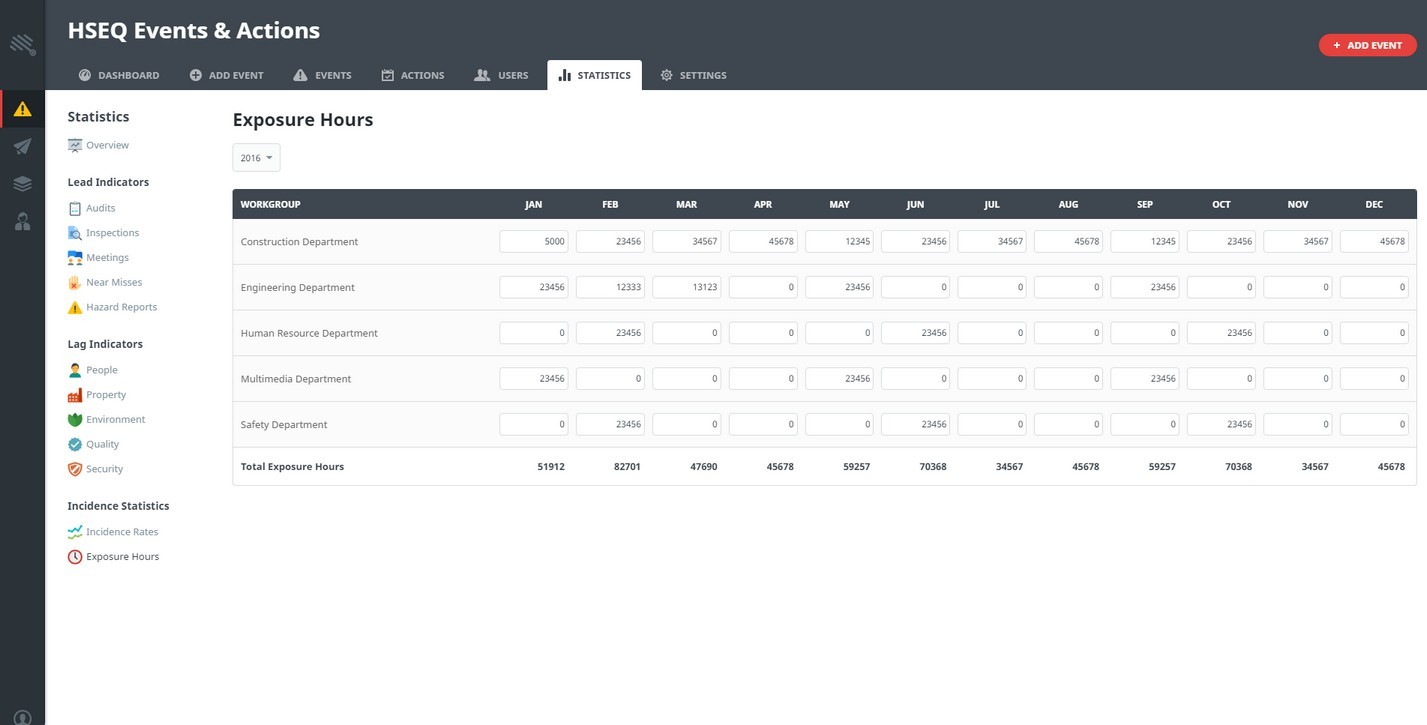 HSEQ Events & Actions
+ ADD EVENT
DASHBOARD ADD EVENT EVENTS ACTIONS USERS STATISTICS SETTINGS
Statistics
Overview
Lead Indicators
Audits
Inspections
Meetings
Near Misses
Hazard Reports
Lag Indicators
People
Property
Environment
Quality
Security
Incidence Statistics
Incidence Rates
Exposure Hours
Exposure Hours
2016
WORKGROUP JAN FEB MAR APR MAY JUN JUL AUG SEP OCT NOV DEC
Construction Department 5000 23456 34567 45678 12345 23456 34567 45678 12345 23456 34567 45678
Engineering Department 23456 12333 13123 0 23456 0 0 0 23456 0 0 0
Human Resource Department 0 23456 0 0 0 23456 0 0 0 23456 0 0
Multimedia Department 23456 0 0 0 23456 0 0 0 23456 0 0 0
Safety Department 0 23456 0 0 0 23456 0 0 0 23456 0 0
Total Exposure Hours 51912 82701 47690 45678 59257 70368 34567 45678 59257 70368 34567 45678